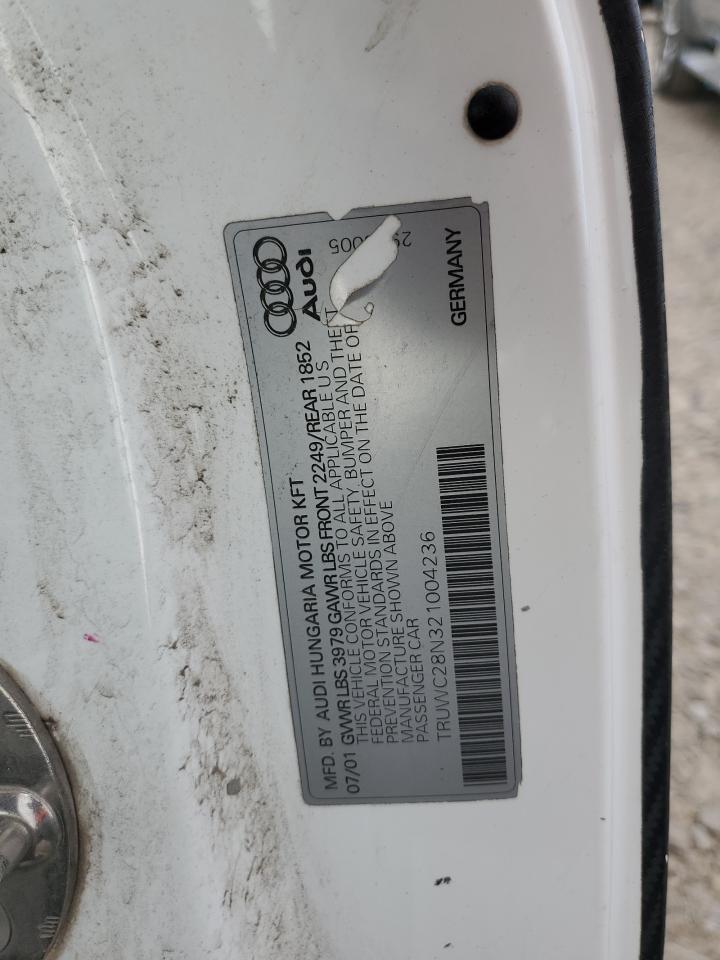 MFD. BY AUDI HUNGARIA MOTOR KFT
07/01 GVWR LBS 3979 GAWR LBS FRONT 2249/REAR 1852
THIS VEHICLE CONFORMS TO ALL APPLICABLE U S
FEDERAL MOTOR VEHICLE SAFETY, BUMPER AND THEFT
PREVENTION STANDARDS IN EFFECT ON THE DATE OF
MANUFACTURE SHOWN ABOVE
PASSENGER CAR
TRUWC28N321004236
Audi
GERMANY